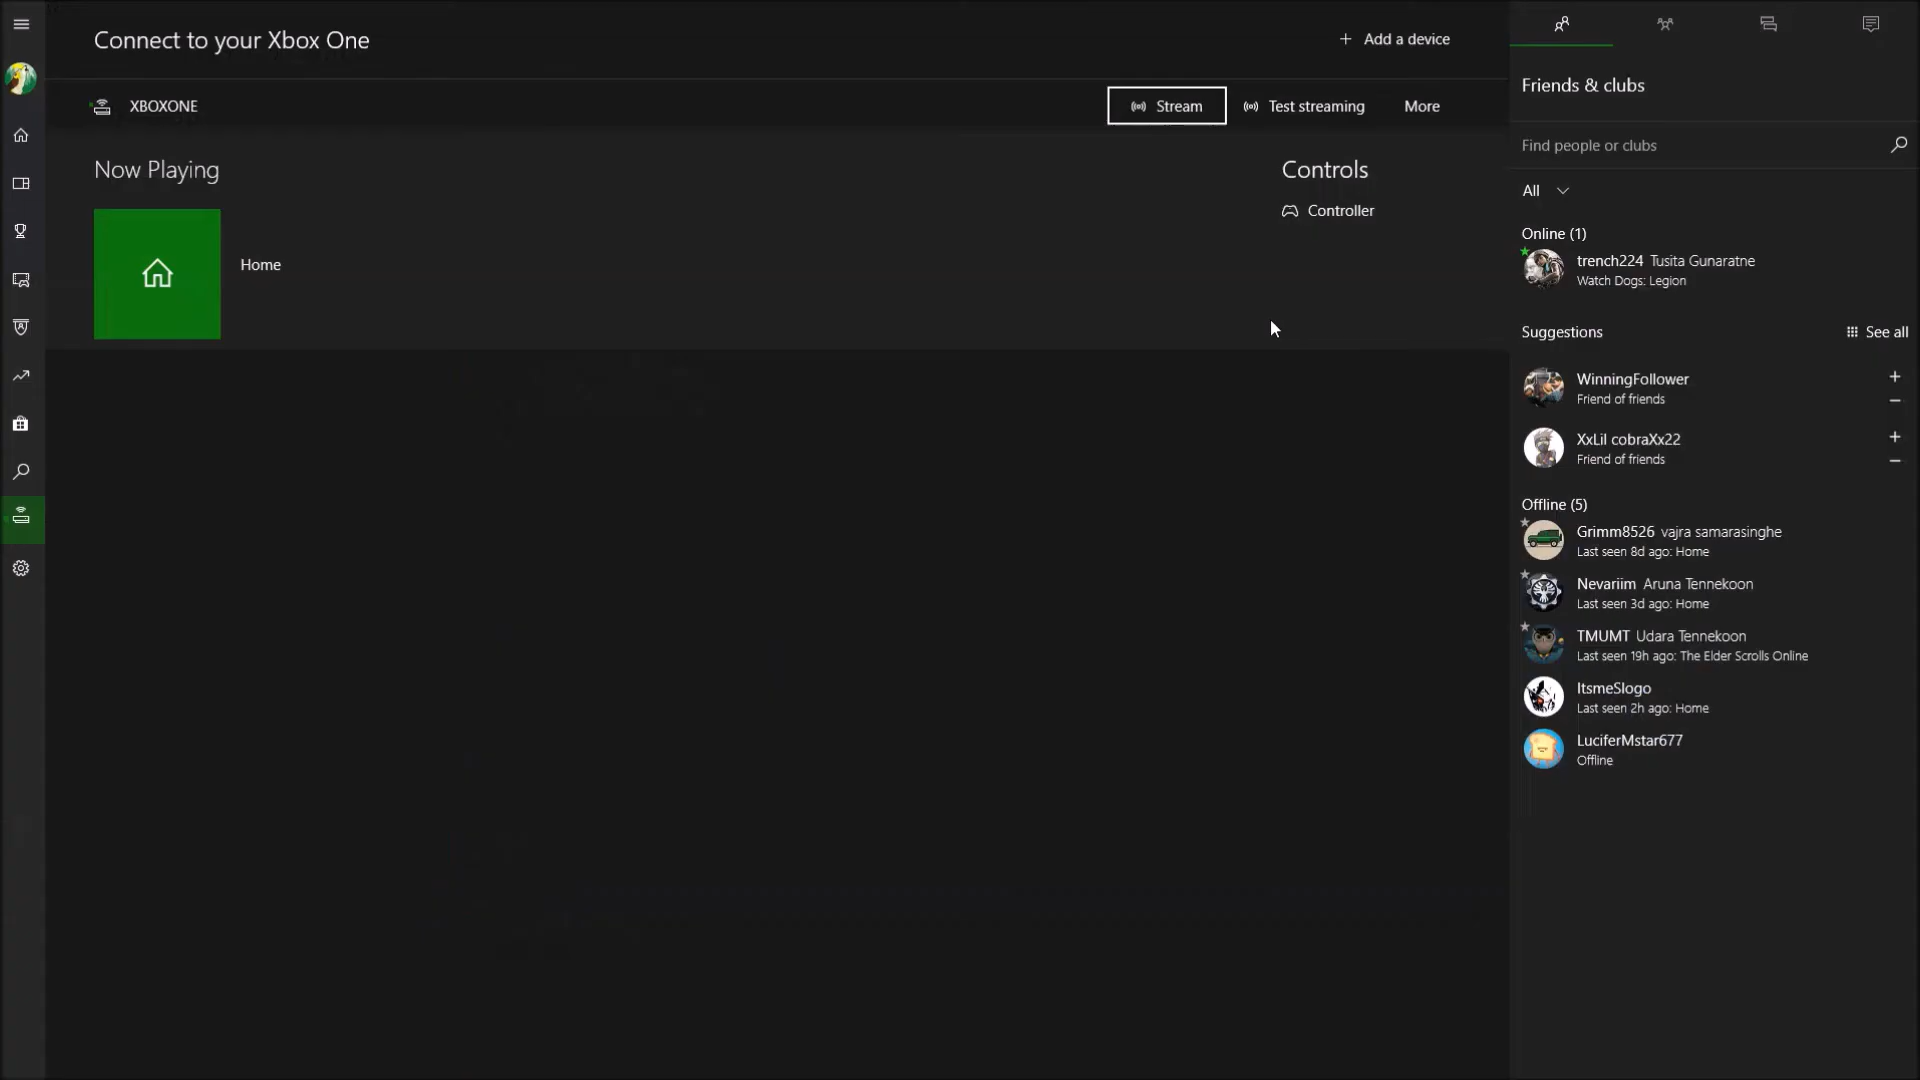 Connect to your Xbox One
Add a device
XBOXONE
Stream
Test streaming
More
Now Playing
Home
Controls
Controller
Friends & clubs
Find people or clubs
All
Online (1)
trench224 Tusita Gunaratne
Watch Dogs: Legion
Suggestions
See all
WinningFollower
Friend of friends
XxLil cobraXx22
Friend of friends
Offline (5)
Grimm8526 vajra samarasinghe
Last seen 8d ago: Home
Nevariim Aruna Tennekoon
Last seen 3d ago: Home
TMUMT Udara Tennekoon
Last seen 19h ago: The Elder Scrolls Online
ItsmeSlogo
Last seen 2h ago: Home
LuciferMstar677
Offline